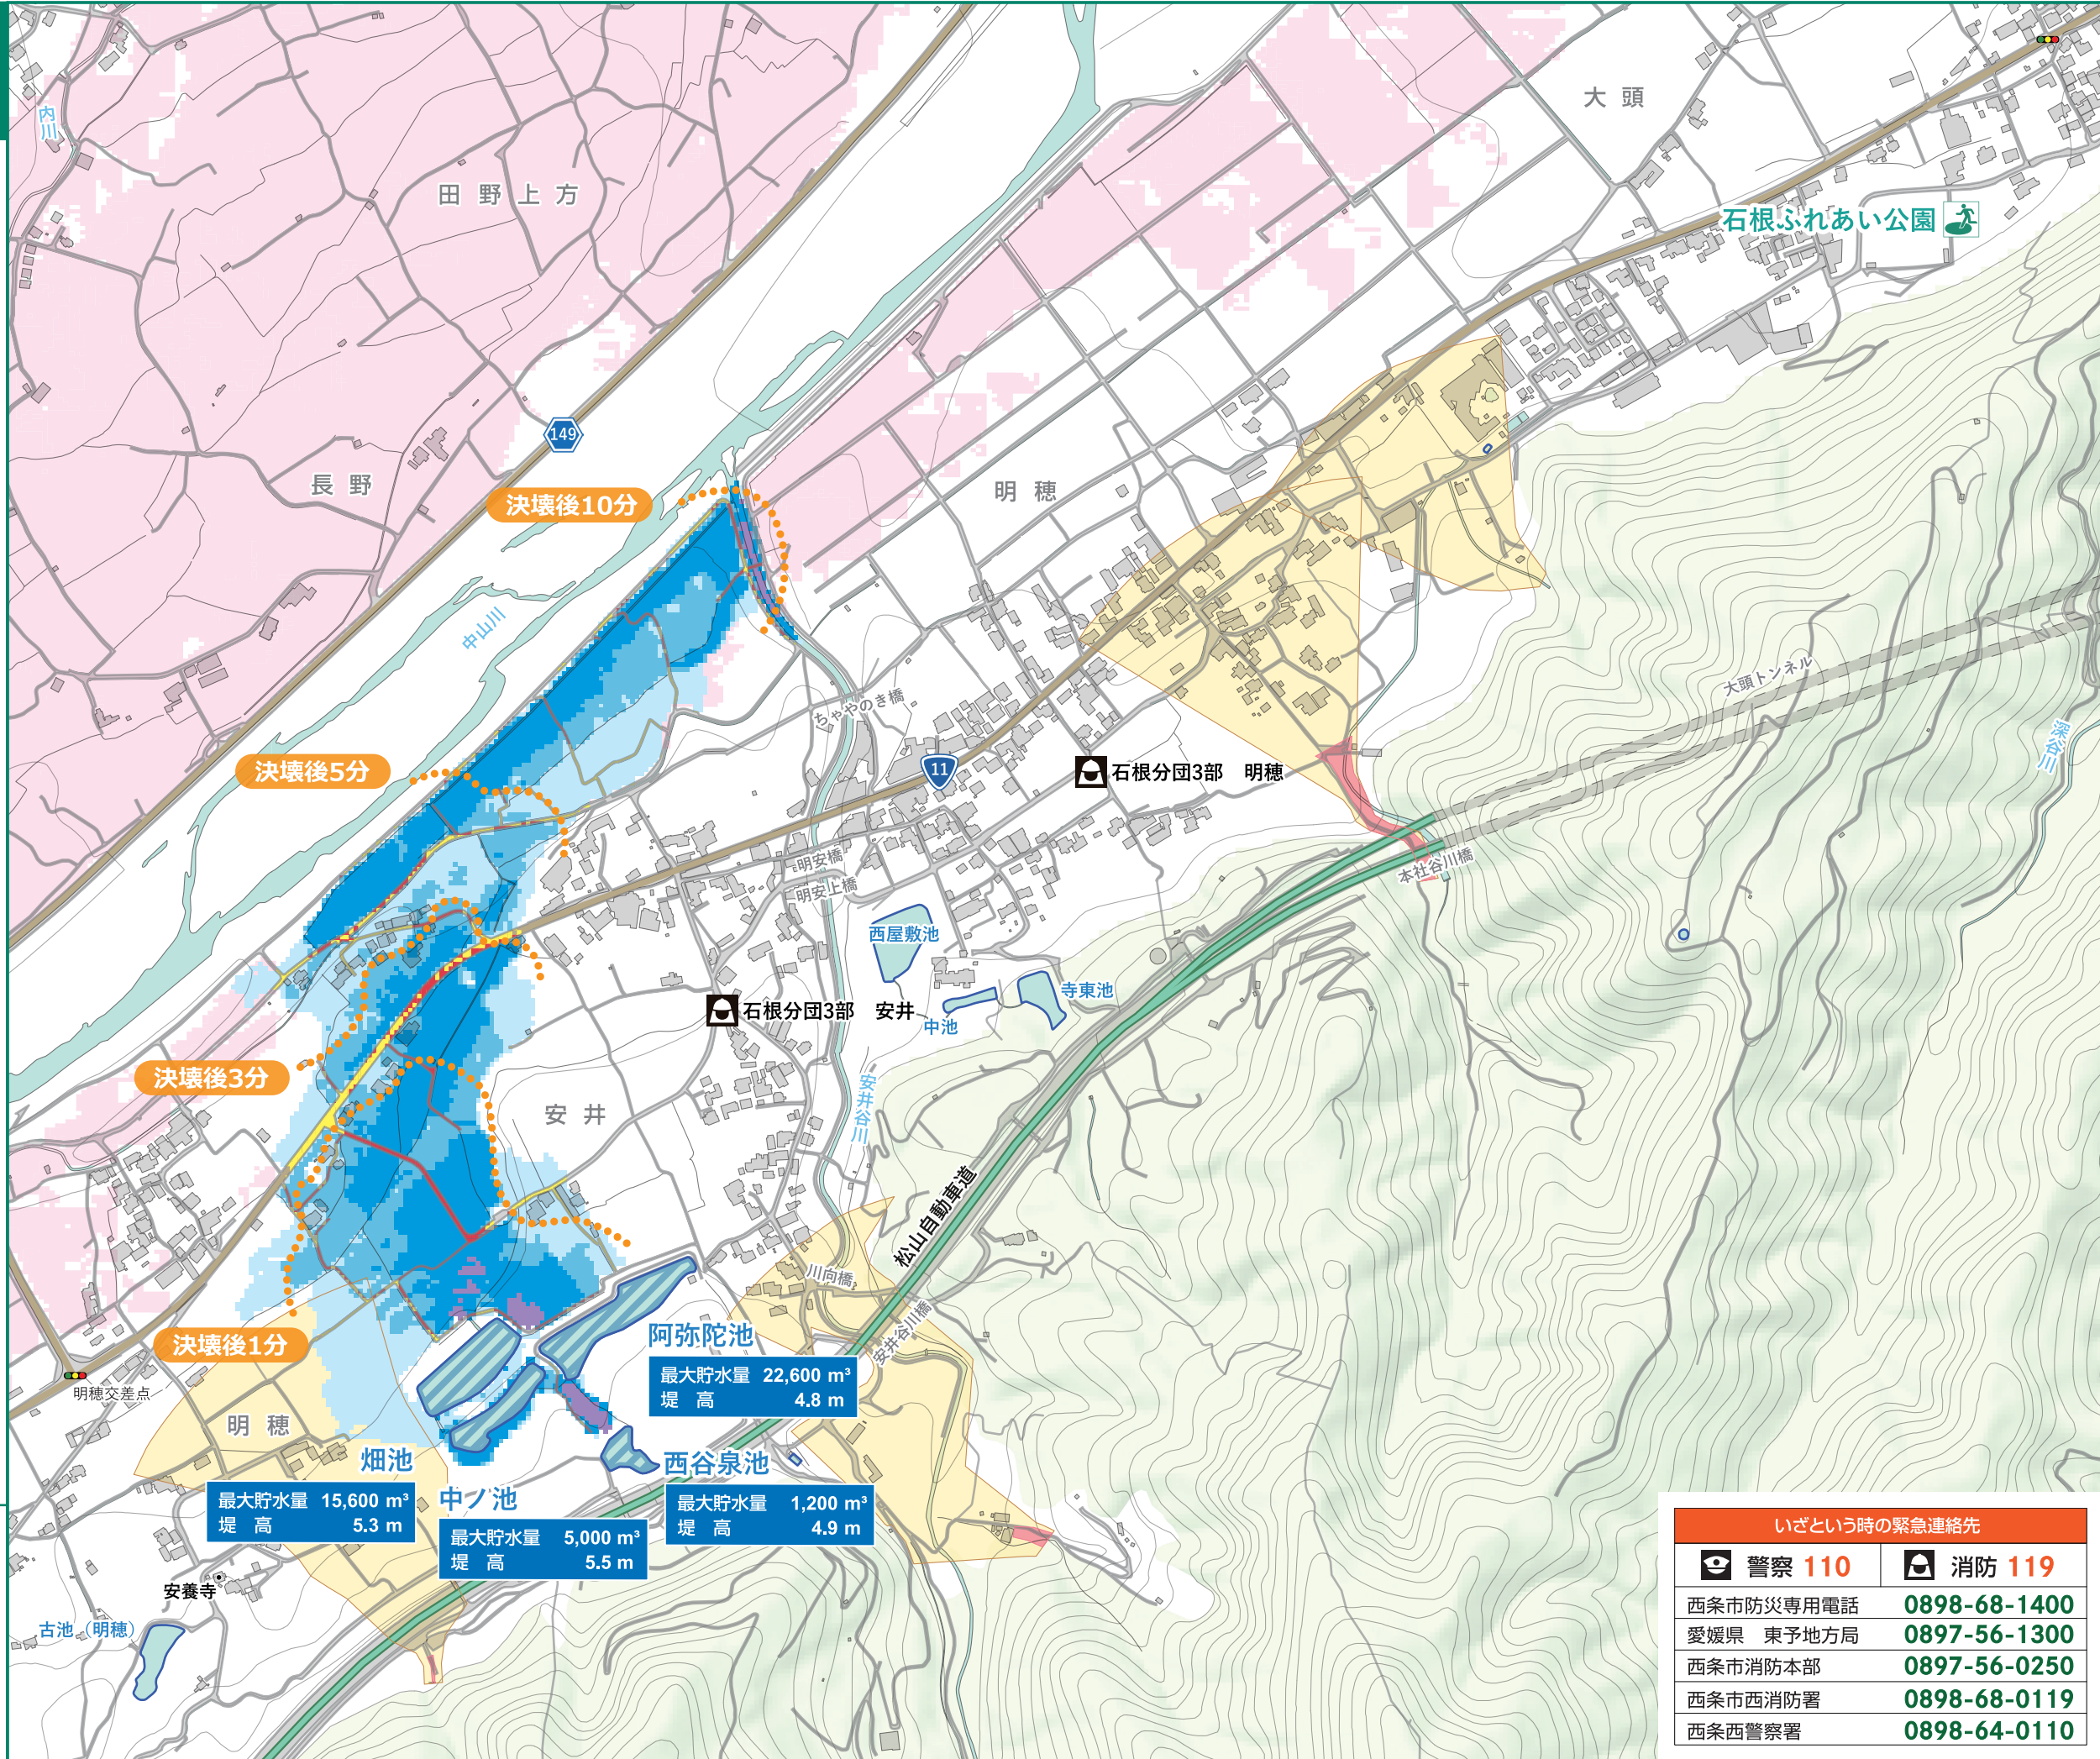 大頭
内川
田野上方
石根ふれあい公園
149
長野
決壊後10分
明穂
中山川
大頭トンネル
ちゃやのき橋
深谷川
決壊後5分
11
石根分団3部 明穂
明安橋
明安上橋
本社谷川橋
西屋敷池
寺東池
石根分団3部 安井
中池
決壊後3分
安井谷川
安井
松山自動車道
川向橋
安井谷川橋
決壊後1分
阿弥陀池
最大貯水量 22,600 m³
堤高 4.8 m
明穂交差点
明穂
畑池
最大貯水量 15,600 m³
堤高 5.3 m
中ノ池
最大貯水量 5,000 m³
堤高 5.5 m
西谷泉池
最大貯水量 1,200 m³
堤高 4.9 m
安養寺
古池（明穂）
いざという時の緊急連絡先
警察 110 消防 119
西条市防災専用電話 0898-68-1400
愛媛県 東予地方局 0897-56-1300
西条市消防本部 0897-56-0250
西条市西消防署 0898-68-0119
西条西警察署 0898-64-0110